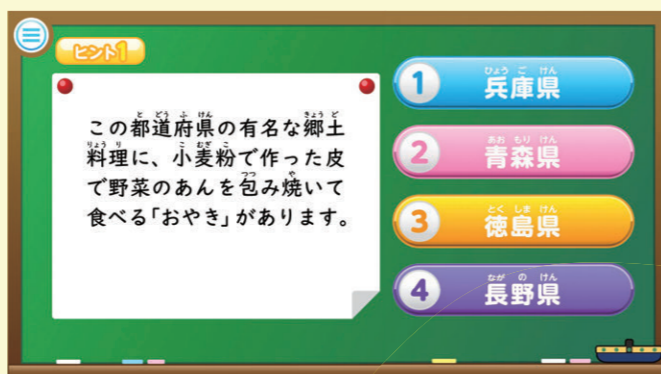 ヒント1
この都道府県の有名な郷土
料理に、小麦粉で作った皮
で野菜のあんを包み焼いて
食べる「おやき」があります。
1 兵庫県
2 青森県
3 徳島県
4 長野県